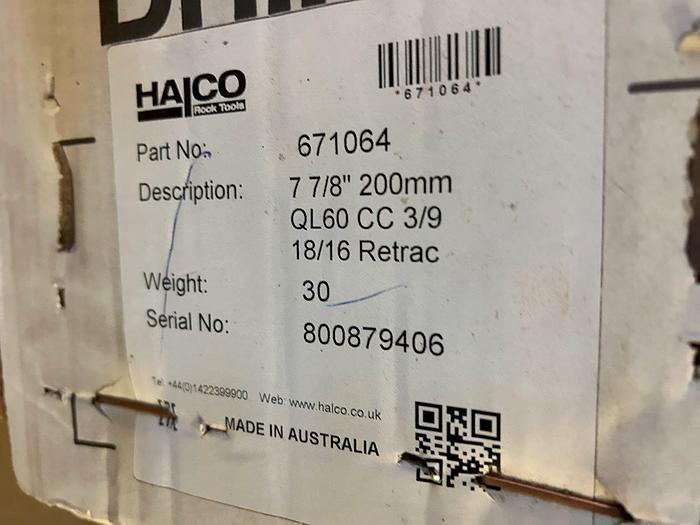 HALCO
Rock Tools
*671064*
Part No: 671064
Description: 7 7/8" 200mm
QL60 CC 3/9
18/16 Retrac
Weight: 30
Serial No: 800879406
Tel: +44(0)1422399900 Web: www.halco.co.uk
EAC
MADE IN AUSTRALIA